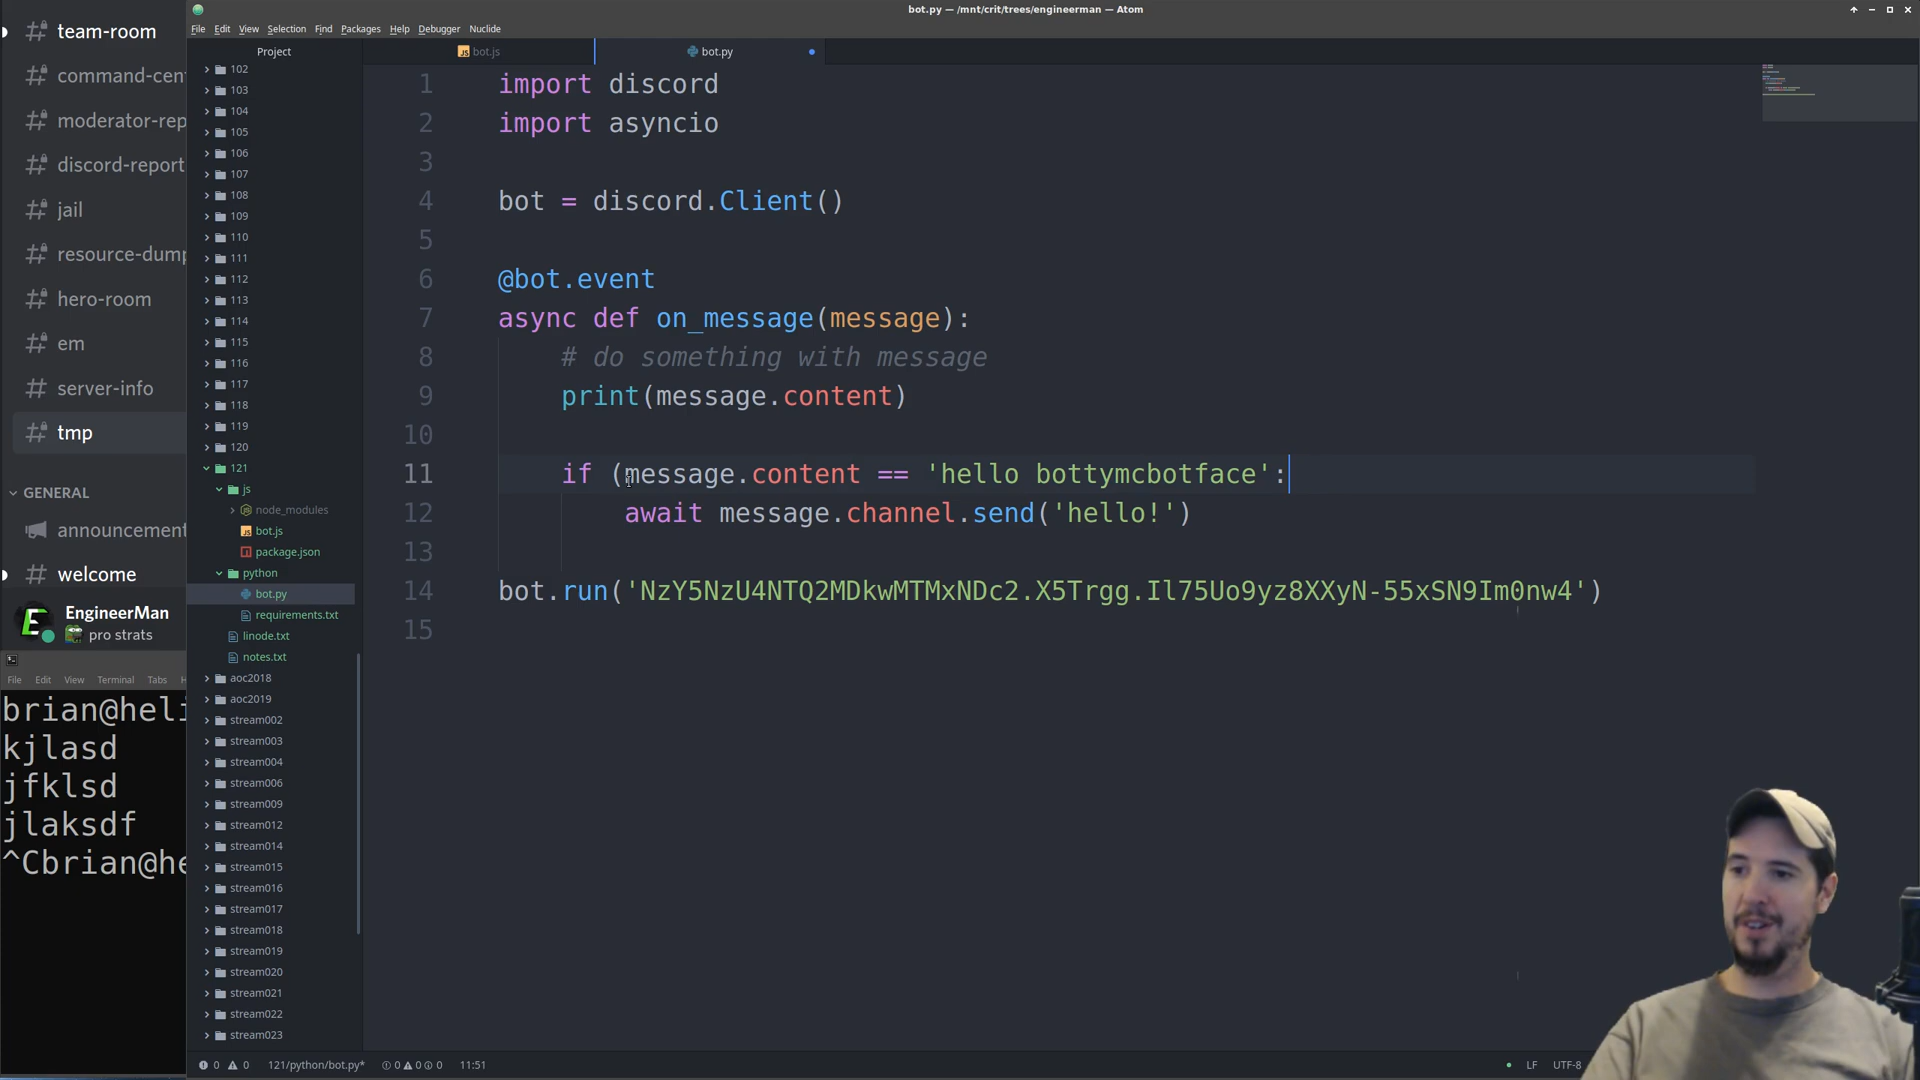 bot.py — /mnt/crit/trees/engineerman — Atom
File Edit View Selection Find Packages Help Debugger Nuclide
Project
bot.js
bot.py
# team-room
# command-cen
# moderator-rep
# discord-report
# jail
# resource-dump
# hero-room
# em
# server-info
# tmp
GENERAL
announcement
# welcome
EngineerMan
pro strats
File Edit View Terminal Tabs H
brian@heli
kjlasd
jfklsd
jlaksdf
^Cbrian@he
102
103
104
105
106
107
108
109
110
111
112
113
114
115
116
117
118
119
120
121
js
node_modules
bot.js
package.json
python
bot.py
requirements.txt
linode.txt
notes.txt
aoc2018
aoc2019
stream002
stream003
stream004
stream006
stream009
stream012
stream014
stream015
stream016
stream017
stream018
stream019
stream020
stream021
stream022
stream023
1 import discord
2 import asyncio
3
4 bot = discord.Client()
5
6 @bot.event
7 async def on_message(message):
8 # do something with message
9 print(message.content)
10
11 if (message.content == 'hello bottymcbotface':
12 await message.channel.send('hello!')
13
14 bot.run('NzY5NzU4NTQ2MDkwMTMxNDc2.X5Trgg.Il75Uo9yz8XXyN-55xSN9Im0nw4')
15
0 0 121/python/bot.py* 0 0 0 11:51
LF UTF-8